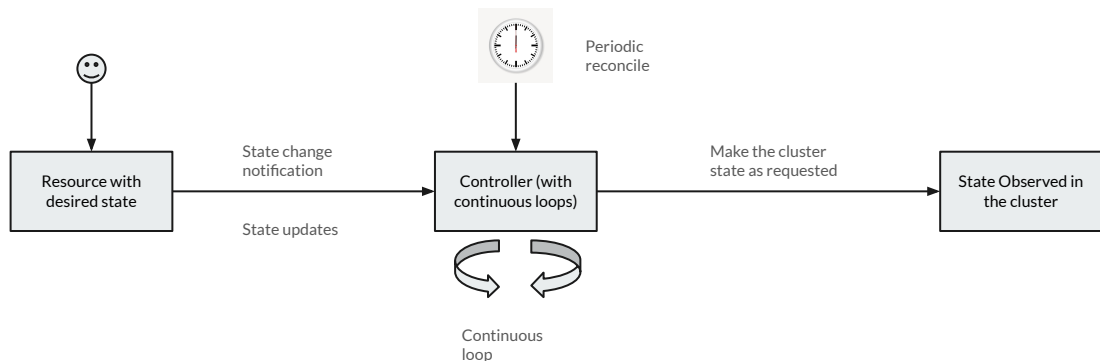 Periodic
reconcile
State change
notification
Make the cluster
state as requested
Resource with
desired state
Controller (with
continuous loops)
State Observed in
the cluster
State updates
Continuous
loop